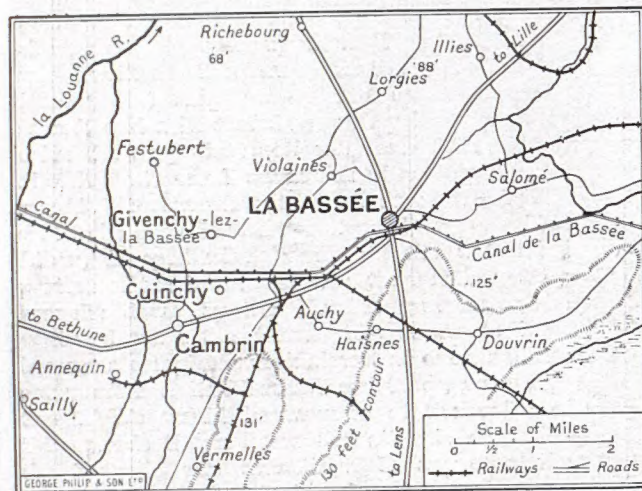 Richebourg
'68'
Illies
to Lille
'88'
Lorgies
la Louanne R.
Festubert
Violaines
Salomé
LA BASSÉE
Canal
Givenchy-lez-
la Bassée
Canal de la Bassée
Cuinchy
·125'
to Bethune
Cambrin
Auchy
Haisnes
Douvrin
Annequin
Sailly
·131'
Vermelles
130 feet contour
to Lens
Scale of Miles
0 ½ 1 2
Railways Roads
GEORGE PHILIP & SON LTD